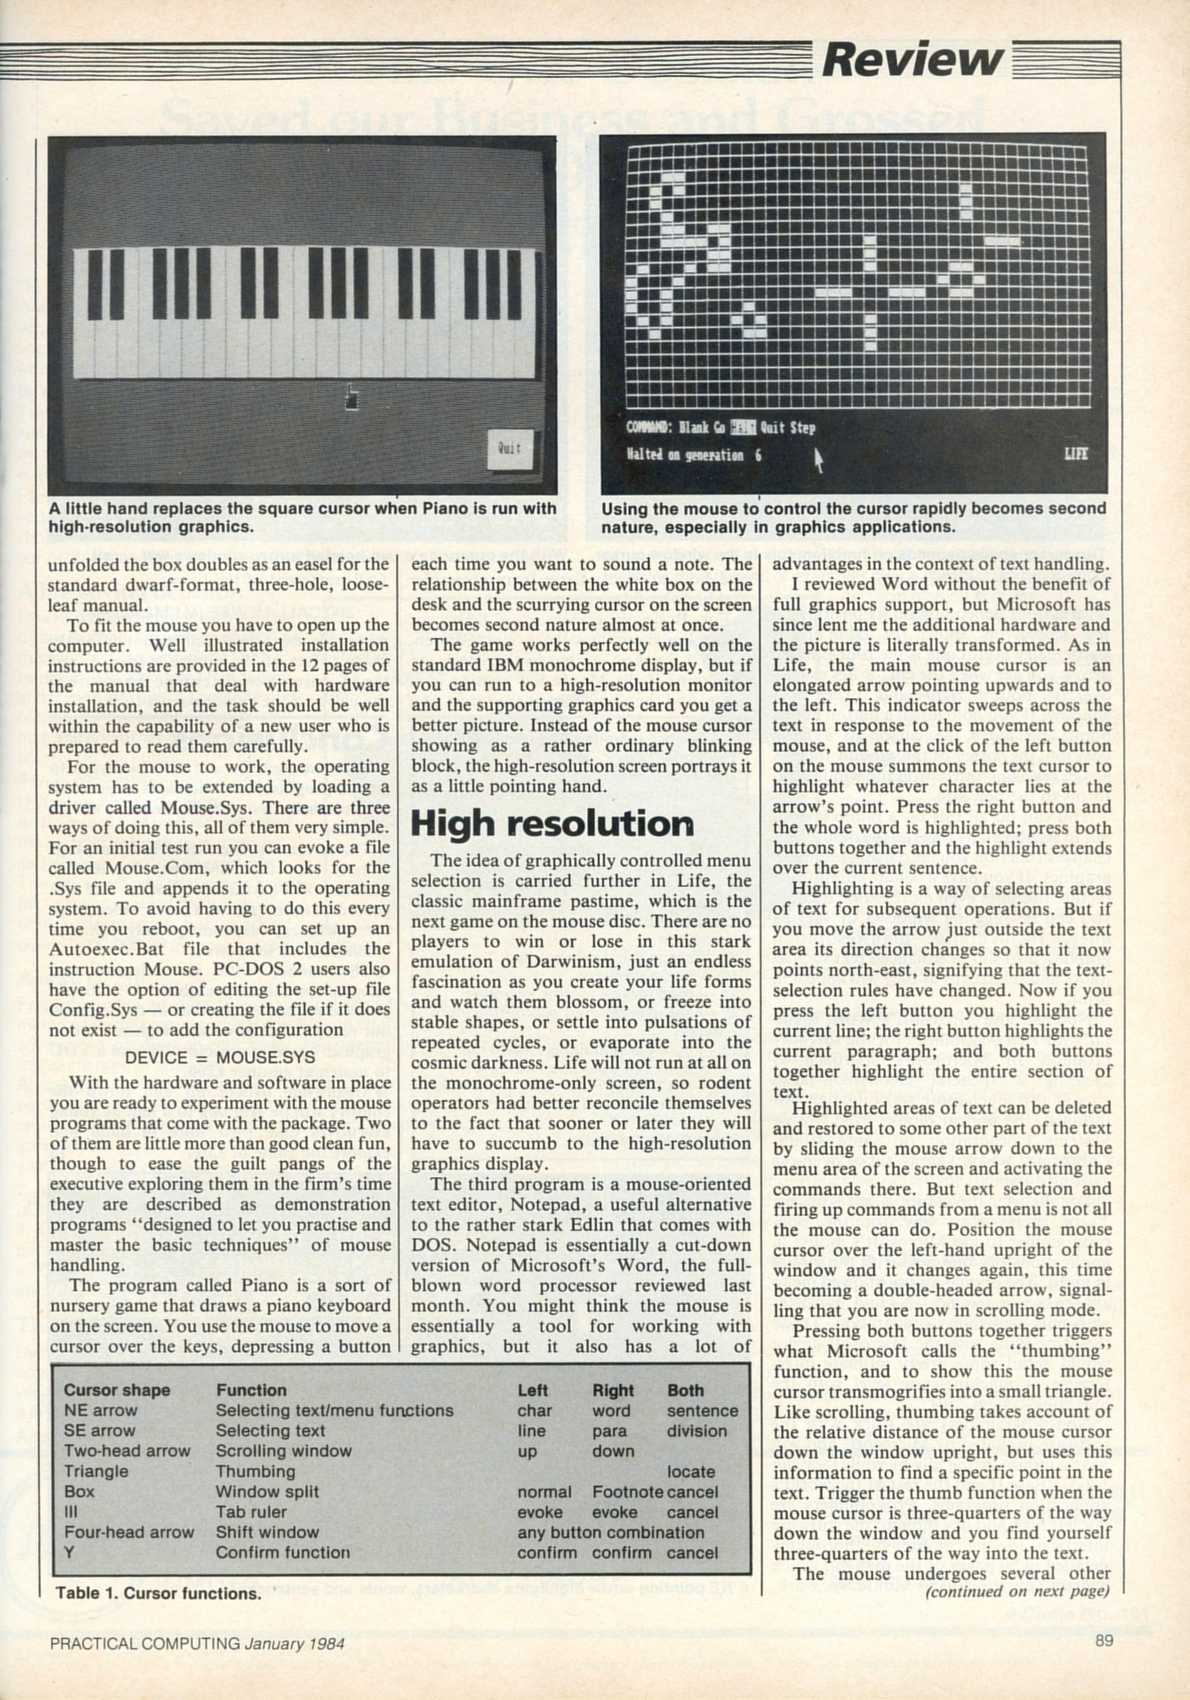 Review
Quit
A little hand replaces the square cursor when Piano is run with
high-resolution graphics.
COMMAND: Blank Go Quit Step
Halted on generation 6
LIFE
Using the mouse to control the cursor rapidly becomes second
nature, especially in graphics applications.
unfolded the box doubles as an easel for the
standard dwarf-format, three-hole, loose-
leaf manual.
To fit the mouse you have to open up the
computer. Well illustrated installation
instructions are provided in the 12 pages of
the manual that deal with hardware
installation, and the task should be well
within the capability of a new user who is
prepared to read them carefully.
For the mouse to work, the operating
system has to be extended by loading a
driver called Mouse.Sys. There are three
ways of doing this, all of them very simple.
For an initial test run you can evoke a file
called Mouse.Com, which looks for the
.Sys file and appends it to the operating
system. To avoid having to do this every
time you reboot, you can set up an
Autoexec.Bat file that includes the
instruction Mouse. PC-DOS 2 users also
have the option of editing the set-up file
Config.Sys — or creating the file if it does
not exist — to add the configuration
DEVICE = MOUSE.SYS
With the hardware and software in place
you are ready to experiment with the mouse
programs that come with the package. Two
of them are little more than good clean fun,
though to ease the guilt pangs of the
executive exploring them in the firm's time
they are described as demonstration
programs "designed to let you practise and
master the basic techniques" of mouse
handling.
The program called Piano is a sort of
nursery game that draws a piano keyboard
on the screen. You use the mouse to move a
cursor over the keys, depressing a button
each time you want to sound a note. The
relationship between the white box on the
desk and the scurrying cursor on the screen
becomes second nature almost at once.
The game works perfectly well on the
standard IBM monochrome display, but if
you can run to a high-resolution monitor
and the supporting graphics card you get a
better picture. Instead of the mouse cursor
showing as a rather ordinary blinking
block, the high-resolution screen portrays it
as a little pointing hand.
High resolution
The idea of graphically controlled menu
selection is carried further in Life, the
classic mainframe pastime, which is the
next game on the mouse disc. There are no
players to win or lose in this stark
emulation of Darwinism, just an endless
fascination as you create your life forms
and watch them blossom, or freeze into
stable shapes, or settle into pulsations of
repeated cycles, or evaporate into the
cosmic darkness. Life will not run at all on
the monochrome-only screen, so rodent
operators had better reconcile themselves
to the fact that sooner or later they will
have to succumb to the high-resolution
graphics display.
The third program is a mouse-oriented
text editor, Notepad, a useful alternative
to the rather stark Edlin that comes with
DOS. Notepad is essentially a cut-down
version of Microsoft's Word, the full-
blown word processor reviewed last
month. You might think the mouse is
essentially a tool for working with
graphics, but it also has a lot of
advantages in the context of text handling.
I reviewed Word without the benefit of
full graphics support, but Microsoft has
since lent me the additional hardware and
the picture is literally transformed. As in
Life, the main mouse cursor is an
elongated arrow pointing upwards and to
the left. This indicator sweeps across the
text in response to the movement of the
mouse, and at the click of the left button
on the mouse summons the text cursor to
highlight whatever character lies at the
arrow's point. Press the right button and
the whole word is highlighted; press both
buttons together and the highlight extends
over the current sentence.
Highlighting is a way of selecting areas
of text for subsequent operations. But if
you move the arrow just outside the text
area its direction changes so that it now
points north-east, signifying that the text-
selection rules have changed. Now if you
press the left button you highlight the
current line; the right button highlights the
current paragraph; and both buttons
together highlight the entire section of
text.
Highlighted areas of text can be deleted
and restored to some other part of the text
by sliding the mouse arrow down to the
menu area of the screen and activating the
commands there. But text selection and
firing up commands from a menu is not all
the mouse can do. Position the mouse
cursor over the left-hand upright of the
window and it changes again, this time
becoming a double-headed arrow, signal-
ling that you are now in scrolling mode.
Pressing both buttons together triggers
what Microsoft calls the "thumbing"
function, and to show this the mouse
cursor transmogrifies into a small triangle.
Like scrolling, thumbing takes account of
the relative distance of the mouse cursor
down the window upright, but uses this
information to find a specific point in the
text. Trigger the thumb function when the
mouse cursor is three-quarters of the way
down the window and you find yourself
three-quarters of the way into the text.
The mouse undergoes several other
(continued on next page)
Cursor shape Function Left Right Both
NE arrow Selecting text/menu functions char word sentence
SE arrow Selecting text line para division
Two-head arrow Scrolling window up down
Triangle Thumbing locate
Box Window split normal Footnote cancel
III Tab ruler evoke evoke cancel
Four-head arrow Shift window any button combination
Y Confirm function confirm confirm cancel
Table 1. Cursor functions.
PRACTICAL COMPUTING January 1984
89